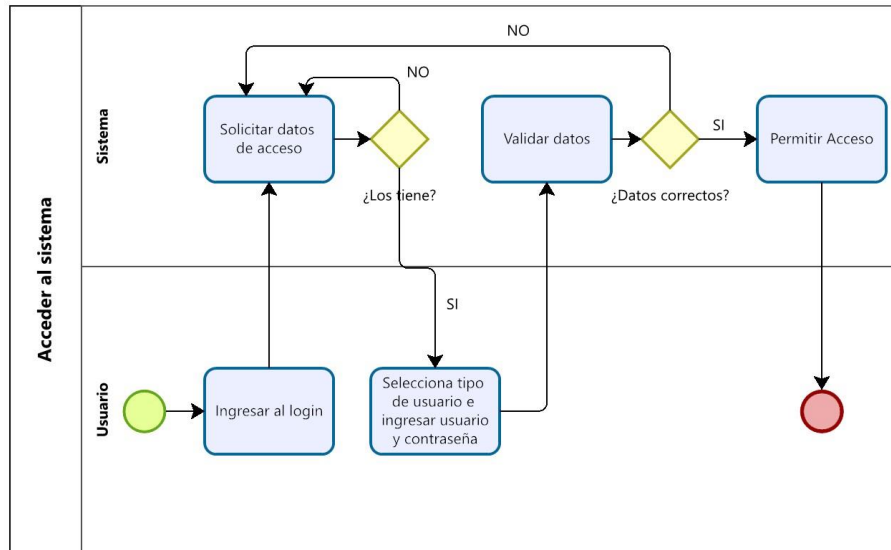 Acceder al sistema
Sistema
NO
NO
Solicitar datos
de acceso
¿Los tiene?
Validar datos
¿Datos correctos?
SI
Permitir Acceso
Usuario
SI
Ingresar al login
Selecciona tipo
de usuario e
ingresar usuario
y contraseña